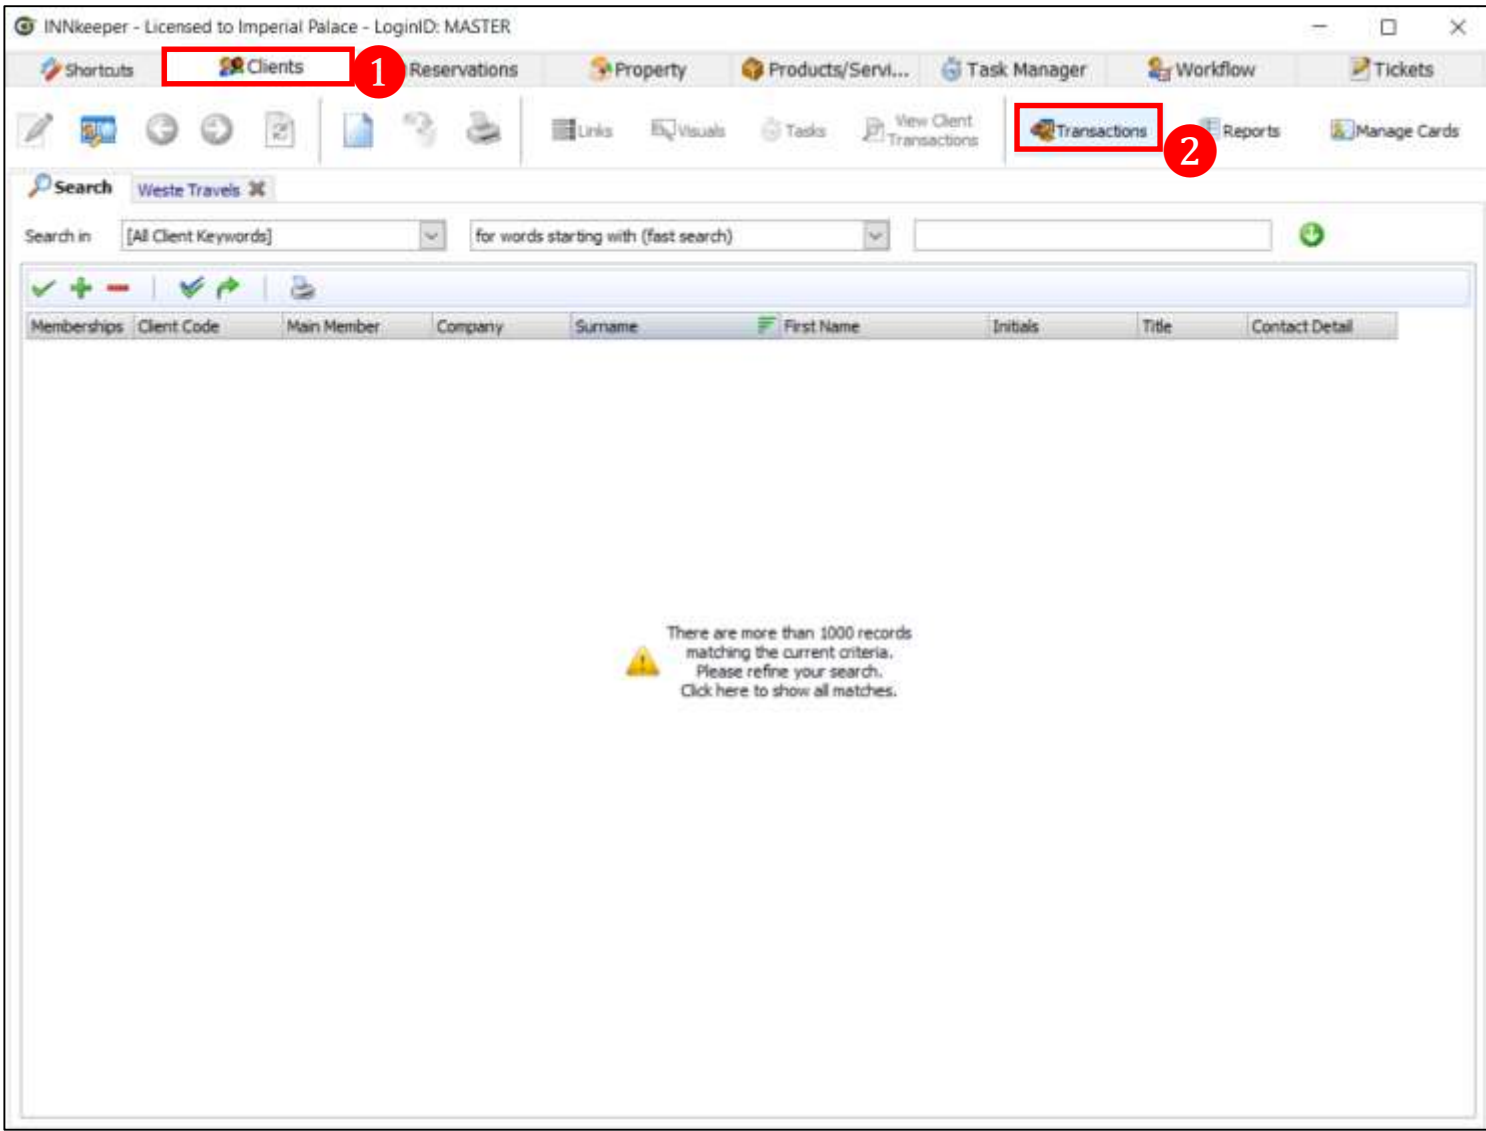 INNkeeper - Licensed to Imperial Palace - LoginID: MASTER
Shortcuts Clients 1 Reservations Property Products/Servi... Task Manager Workflow Tickets
Links Visuals Tasks View Client Transactions Transactions 2 Reports Manage Cards
Search Weste Travels
Search in [All Client Keywords] for words starting with (fast search)
Memberships Client Code Main Member Company Surname First Name Initials Title Contact Detail
There are more than 1000 records
matching the current criteria.
Please refine your search.
Click here to show all matches.